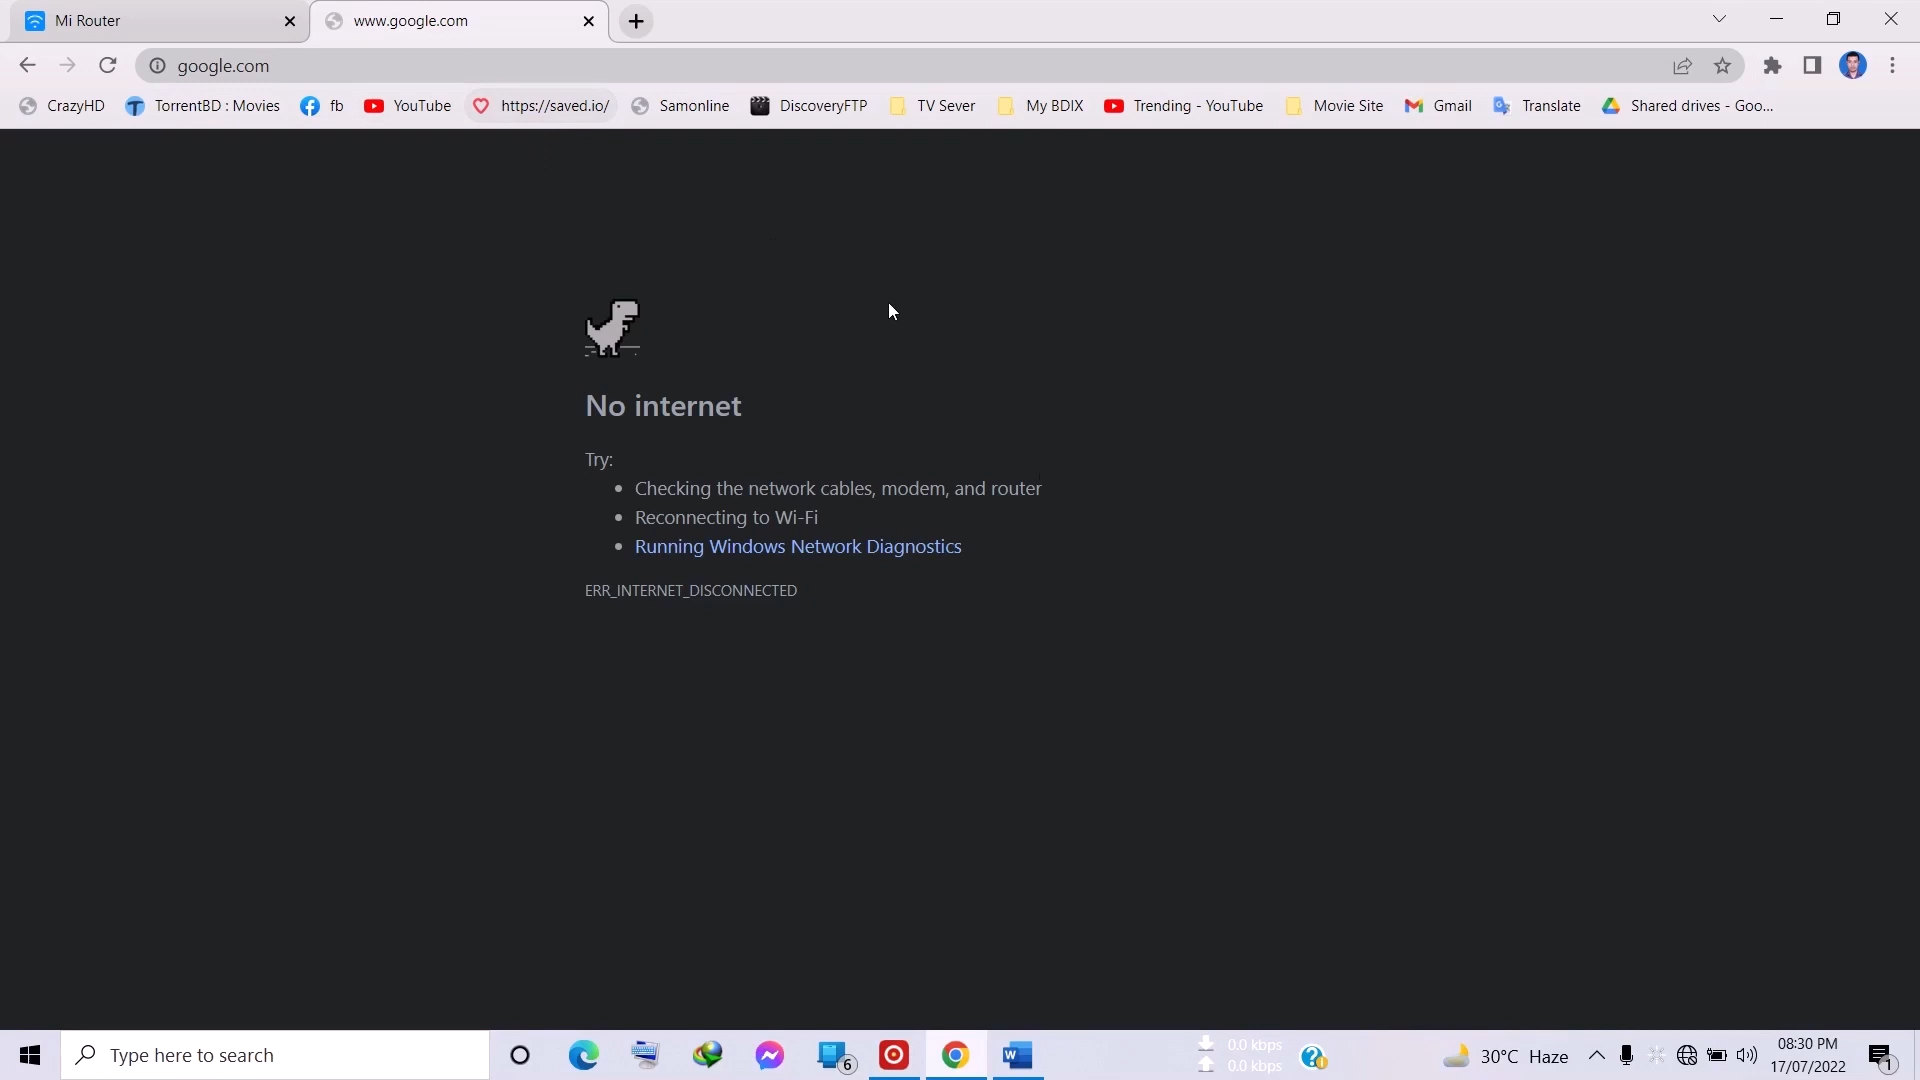 Mi Router
www.google.com
google.com
CrazyHD
TorrentBD : Movies
fb
YouTube
https://saved.io/
Samonline
DiscoveryFTP
TV Sever
My BDIX
Trending - YouTube
Movie Site
Gmail
Translate
Shared drives - Goo...
No internet
Try:
• Checking the network cables, modem, and router
• Reconnecting to Wi-Fi
• Running Windows Network Diagnostics
ERR_INTERNET_DISCONNECTED
Type here to search
6
W
0.0 kbps
0.0 kbps
30°C Haze
08:30 PM
17/07/2022
1